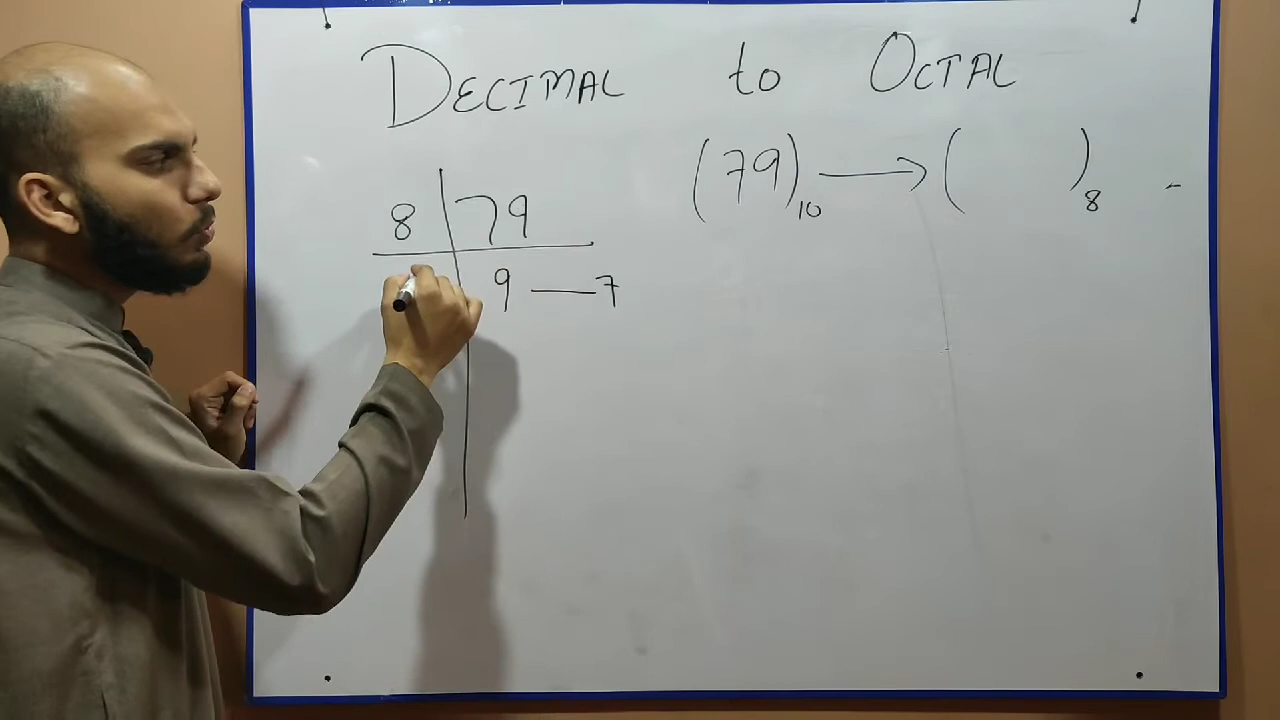 DECIMAL to OCTAL
(79)10 → ( )8 -
8 | 79
9 — 7